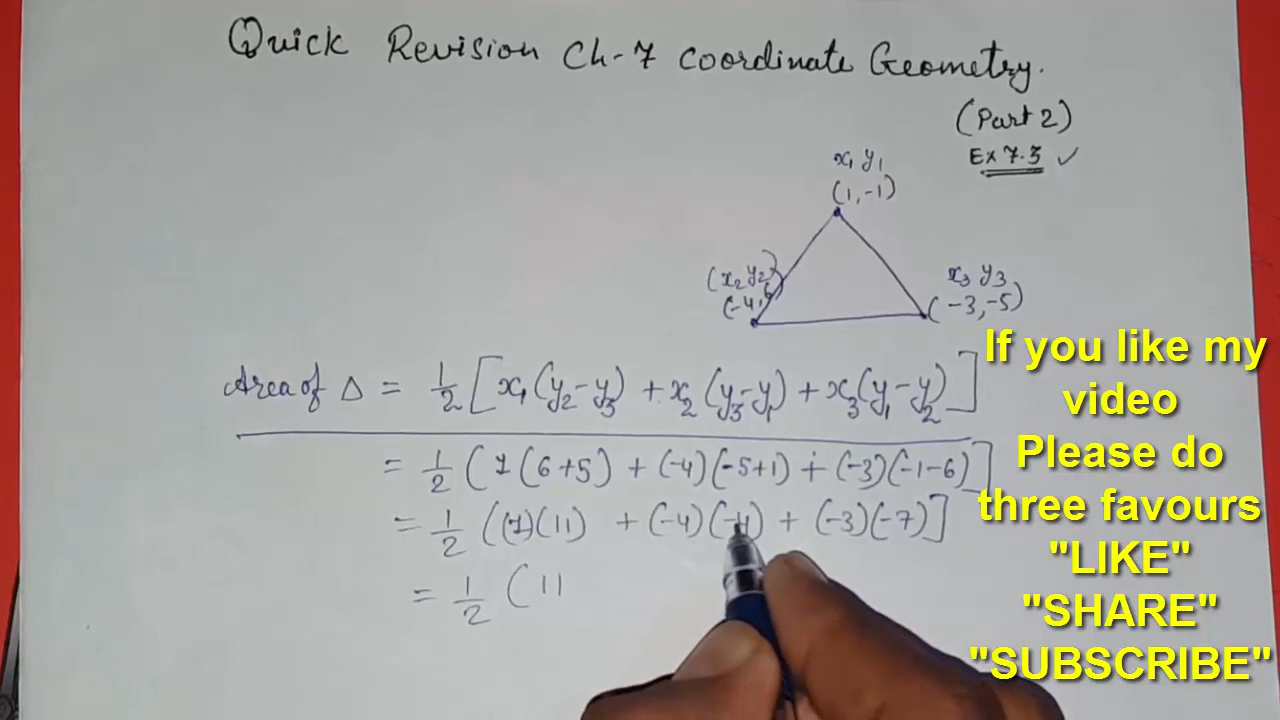 Quick Revision Ch-7 Coordinate Geometry.
(Part 2)
Ex 7.3 ✓
x₁ y₁
(1, -1)
(x₂ y₂)
(-4, 6)
x₃ y₃
(-3, -5)
Area of Δ = 1/2 [x₁(y₂-y₃) + x₂(y₃-y₁) + x₃(y₁-y₂)]
= 1/2 (1(6+5) + (-4)(-5+1) + (-3)(-1-6)]
= 1/2 ((1)(11) + (-4)(-4) + (-3)(-7)]
= 1/2 (11
If you like my
video
Please do
three favours
"LIKE"
"SHARE"
"SUBSCRIBE"